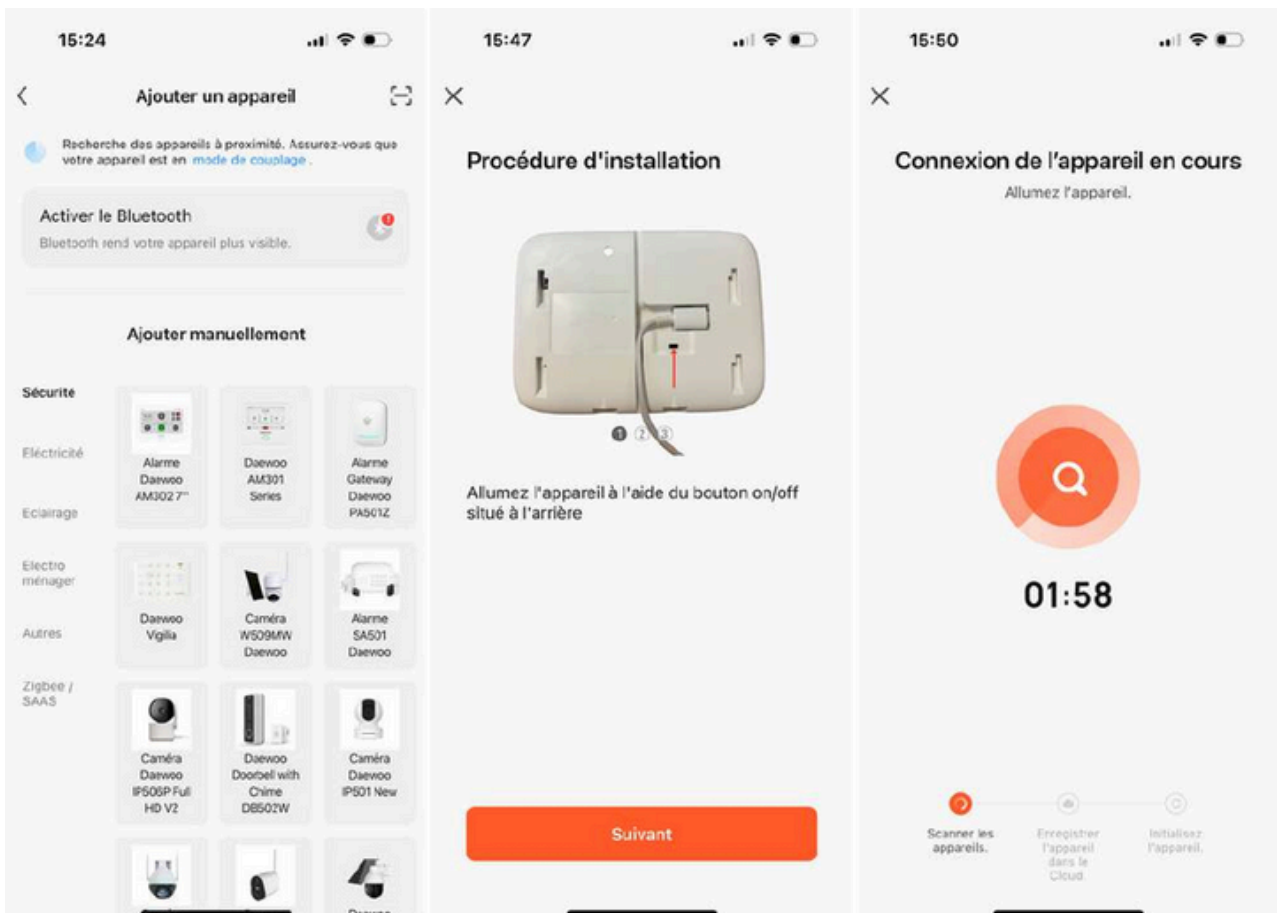 15:24
Ajouter un appareil
Recherche des appareils à proximité. Assurez-vous que
votre appareil est en mode de couplage .
Activer le Bluetooth
Bluetooth rend votre appareil plus visible.
Ajouter manuellement
Sécurité
Eléctricité
Eclairage
Electro
ménager
Autres
Zigbee /
SAAS
Alarme
Daewoo
AM302 7"
Daewoo
AM301
Series
Alarme
Gateway
Daewoo
PA501Z
Daewoo
Vigilia
Caméra
W509MW
Daewoo
Alarme
SA501
Daewoo
Caméra
Daewoo
IP506P Full
HD V2
Daewoo
Doorbell with
Chime
DB502W
Caméra
Daewoo
IP501 New
15:47
Procédure d'installation
1 2 3
Allumez l'appareil à l'aide du bouton on/off
situé à l'arrière
Suivant
15:50
Connexion de l'appareil en cours
Allumez l'appareil.
01:58
Scanner les
appareils.
Enregistrer
l'appareil
dans le
Cloud.
Initialisez
l'appareil.